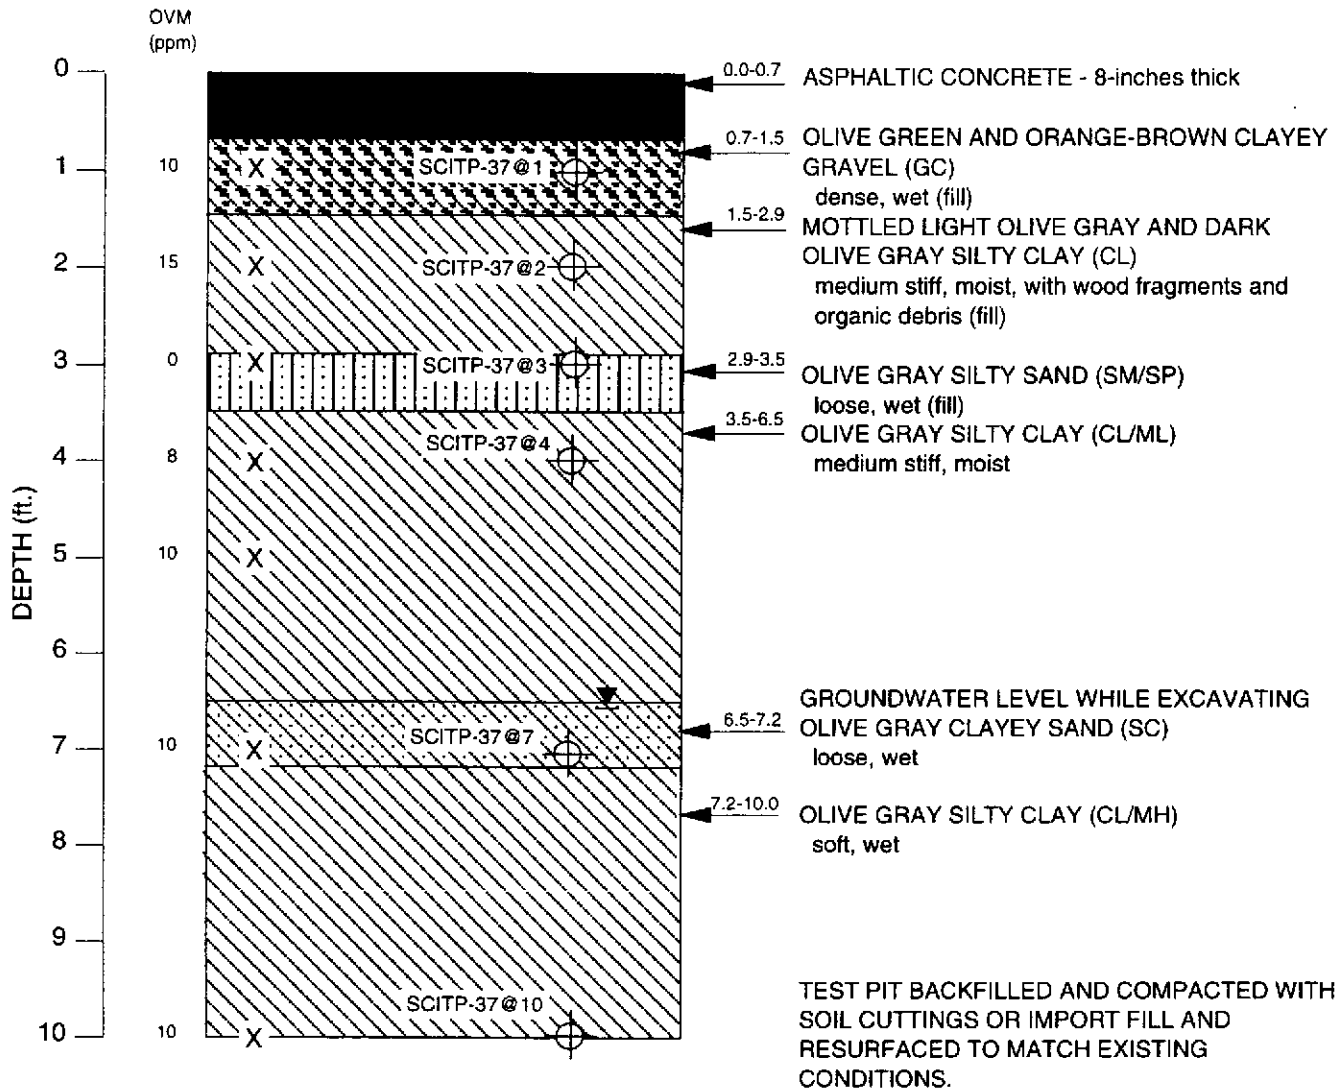 OVM
(ppm)
0
0.0-0.7
ASPHALTIC CONCRETE - 8-inches thick
0.7-1.5
OLIVE GREEN AND ORANGE-BROWN CLAYEY
GRAVEL (GC)
dense, wet (fill)
1
10
X
SCITP-37@1
1.5-2.9
MOTTLED LIGHT OLIVE GRAY AND DARK
OLIVE GRAY SILTY CLAY (CL)
medium stiff, moist, with wood fragments and
organic debris (fill)
2
15
X
SCITP-37@2
3
0
X
SCITP-37@3
2.9-3.5
OLIVE GRAY SILTY SAND (SM/SP)
loose, wet (fill)
3.5-6.5
OLIVE GRAY SILTY CLAY (CL/ML)
medium stiff, moist
4
8
X
SCITP-37@4
DEPTH (ft.)
5
10
X
6
GROUNDWATER LEVEL WHILE EXCAVATING
6.5-7.2
OLIVE GRAY CLAYEY SAND (SC)
loose, wet
7
10
X
SCITP-37@7
7.2-10.0
OLIVE GRAY SILTY CLAY (CL/MH)
soft, wet
8
9
SCITP-37@10
10
10
X
TEST PIT BACKFILLED AND COMPACTED WITH
SOIL CUTTINGS OR IMPORT FILL AND
RESURFACED TO MATCH EXISTING
CONDITIONS.